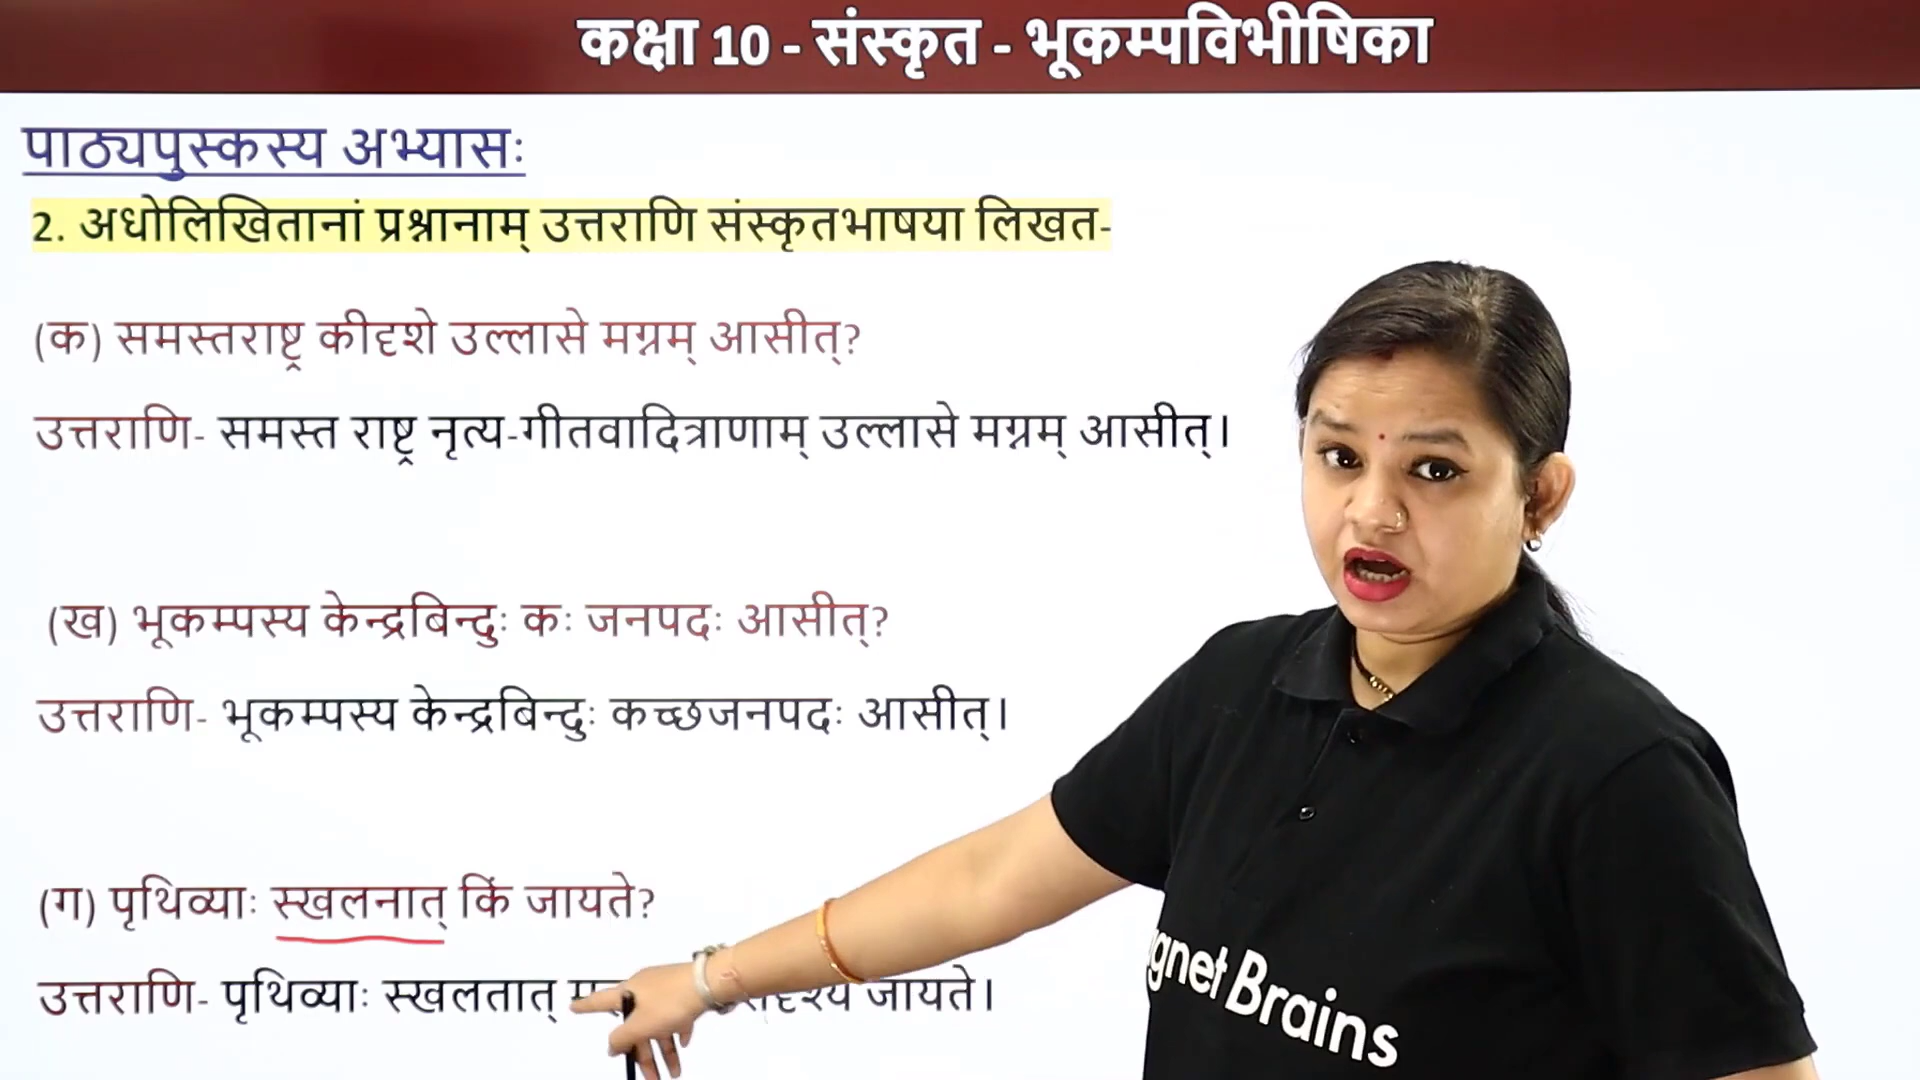 कक्षा 10 - संस्कृत - भूकम्पविभीषिका
पाठ्यपुस्कस्य अभ्यासः
2. अधोलिखितानां प्रश्नानाम् उत्तराणि संस्कृतभाषया लिखत-
(क) समस्तराष्ट्र कीदृशे उल्लासे मग्नम् आसीत्?
उत्तराणि- समस्त राष्ट्र नृत्य-गीतवादित्राणाम् उल्लासे मग्नम् आसीत्।
(ख) भूकम्पस्य केन्द्रबिन्दुः कः जनपदः आसीत्?
उत्तराणि- भूकम्पस्य केन्द्रबिन्दुः कच्छजनपदः आसीत्।
(ग) पृथिव्याः स्खलनात् किं जायते?
उत्तराणि- पृथिव्याः स्खलतात् जायते।
gnet Brains